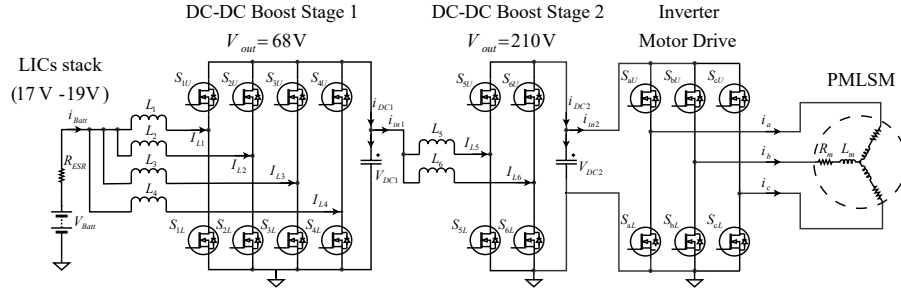 DC-DC Boost Stage 1
V_out = 68V
DC-DC Boost Stage 2
V_out = 210V
Inverter
Motor Drive
LICs stack
(17 V -19V)
PMLSM
S_1U
S_2U
S_3U
S_4U
S_5U
S_6U
S_aU
S_bU
S_cU
i_Batt
L_1
L_2
L_3
L_4
I_L1
I_L2
I_L3
I_L4
R_ESR
V_Batt
i_DC1
i_in1
V_DC1
L_5
L_6
I_L5
I_L6
i_DC2
i_in2
V_DC2
i_a
i_b
i_c
R_m
L_m
S_1L
S_2L
S_3L
S_4L
S_5L
S_6L
S_aL
S_bL
S_cL